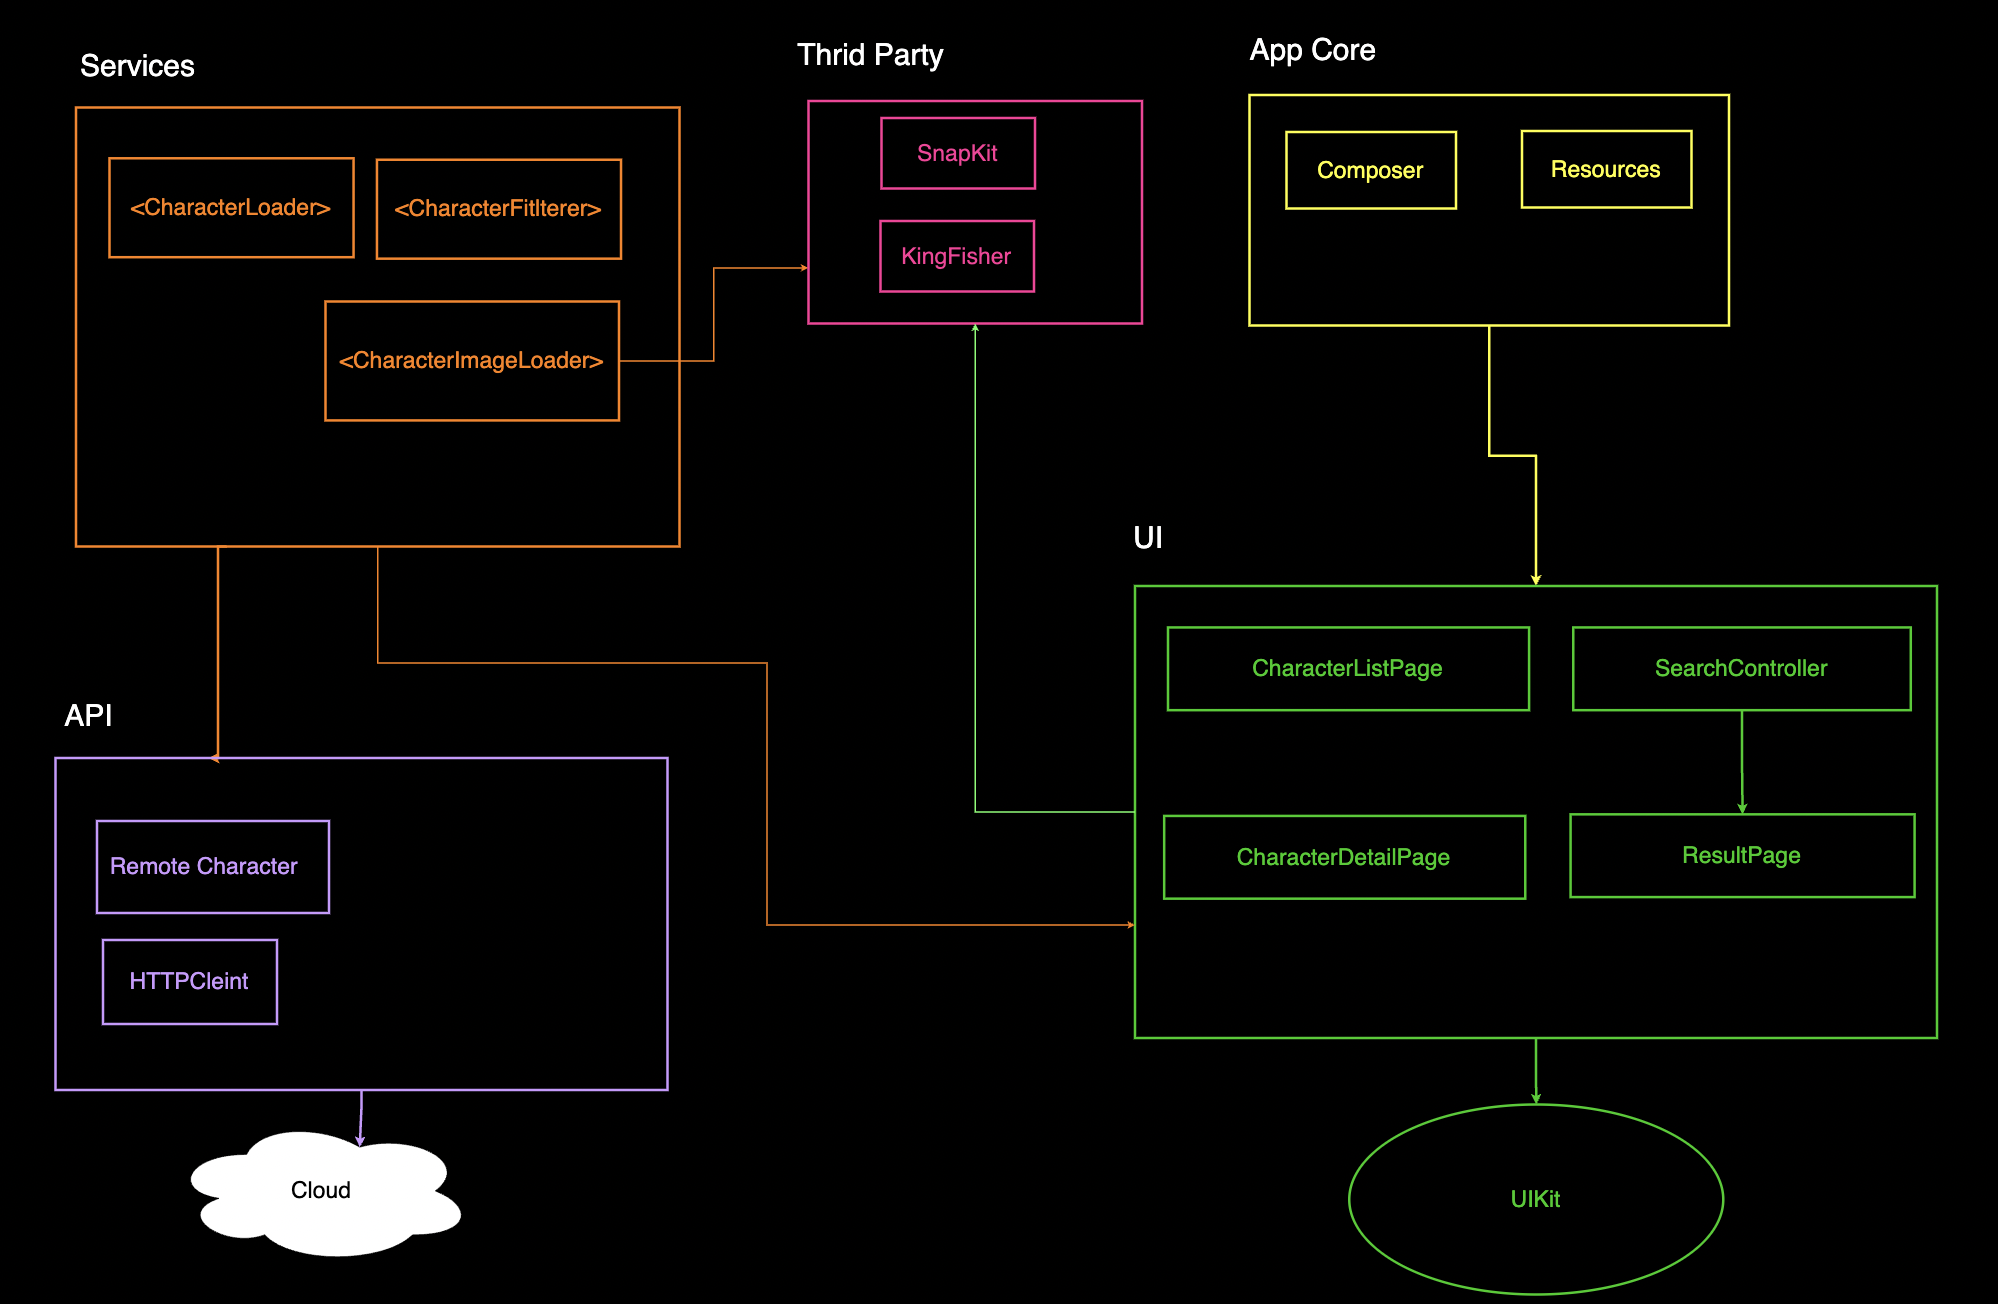 Services
<CharacterLoader>
<CharacterFitlterer>
<CharacterImageLoader>
Thrid Party
SnapKit
KingFisher
App Core
Composer
Resources
UI
CharacterListPage
SearchController
CharacterDetailPage
ResultPage
UIKit
API
Remote Character
HTTPCleint
Cloud